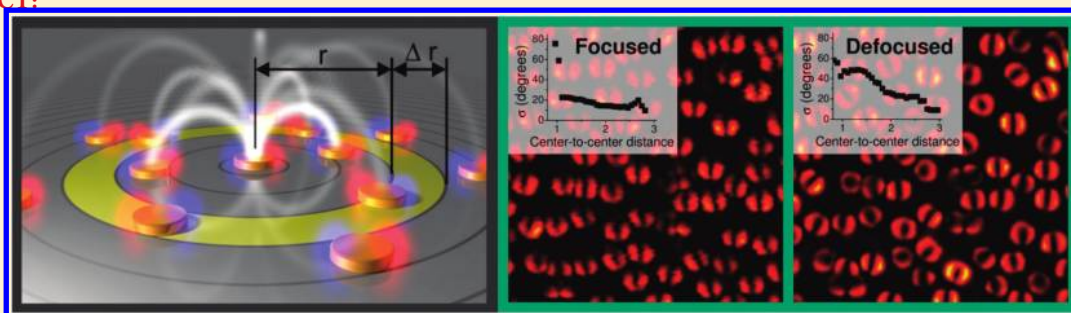 r
Δ r
Focused
σ (degrees)
80
60
40
20
0
1 2 3
Center-to-center distance
Defocused
σ (degrees)
80
60
40
20
0
1 2 3
Center-to-center distance